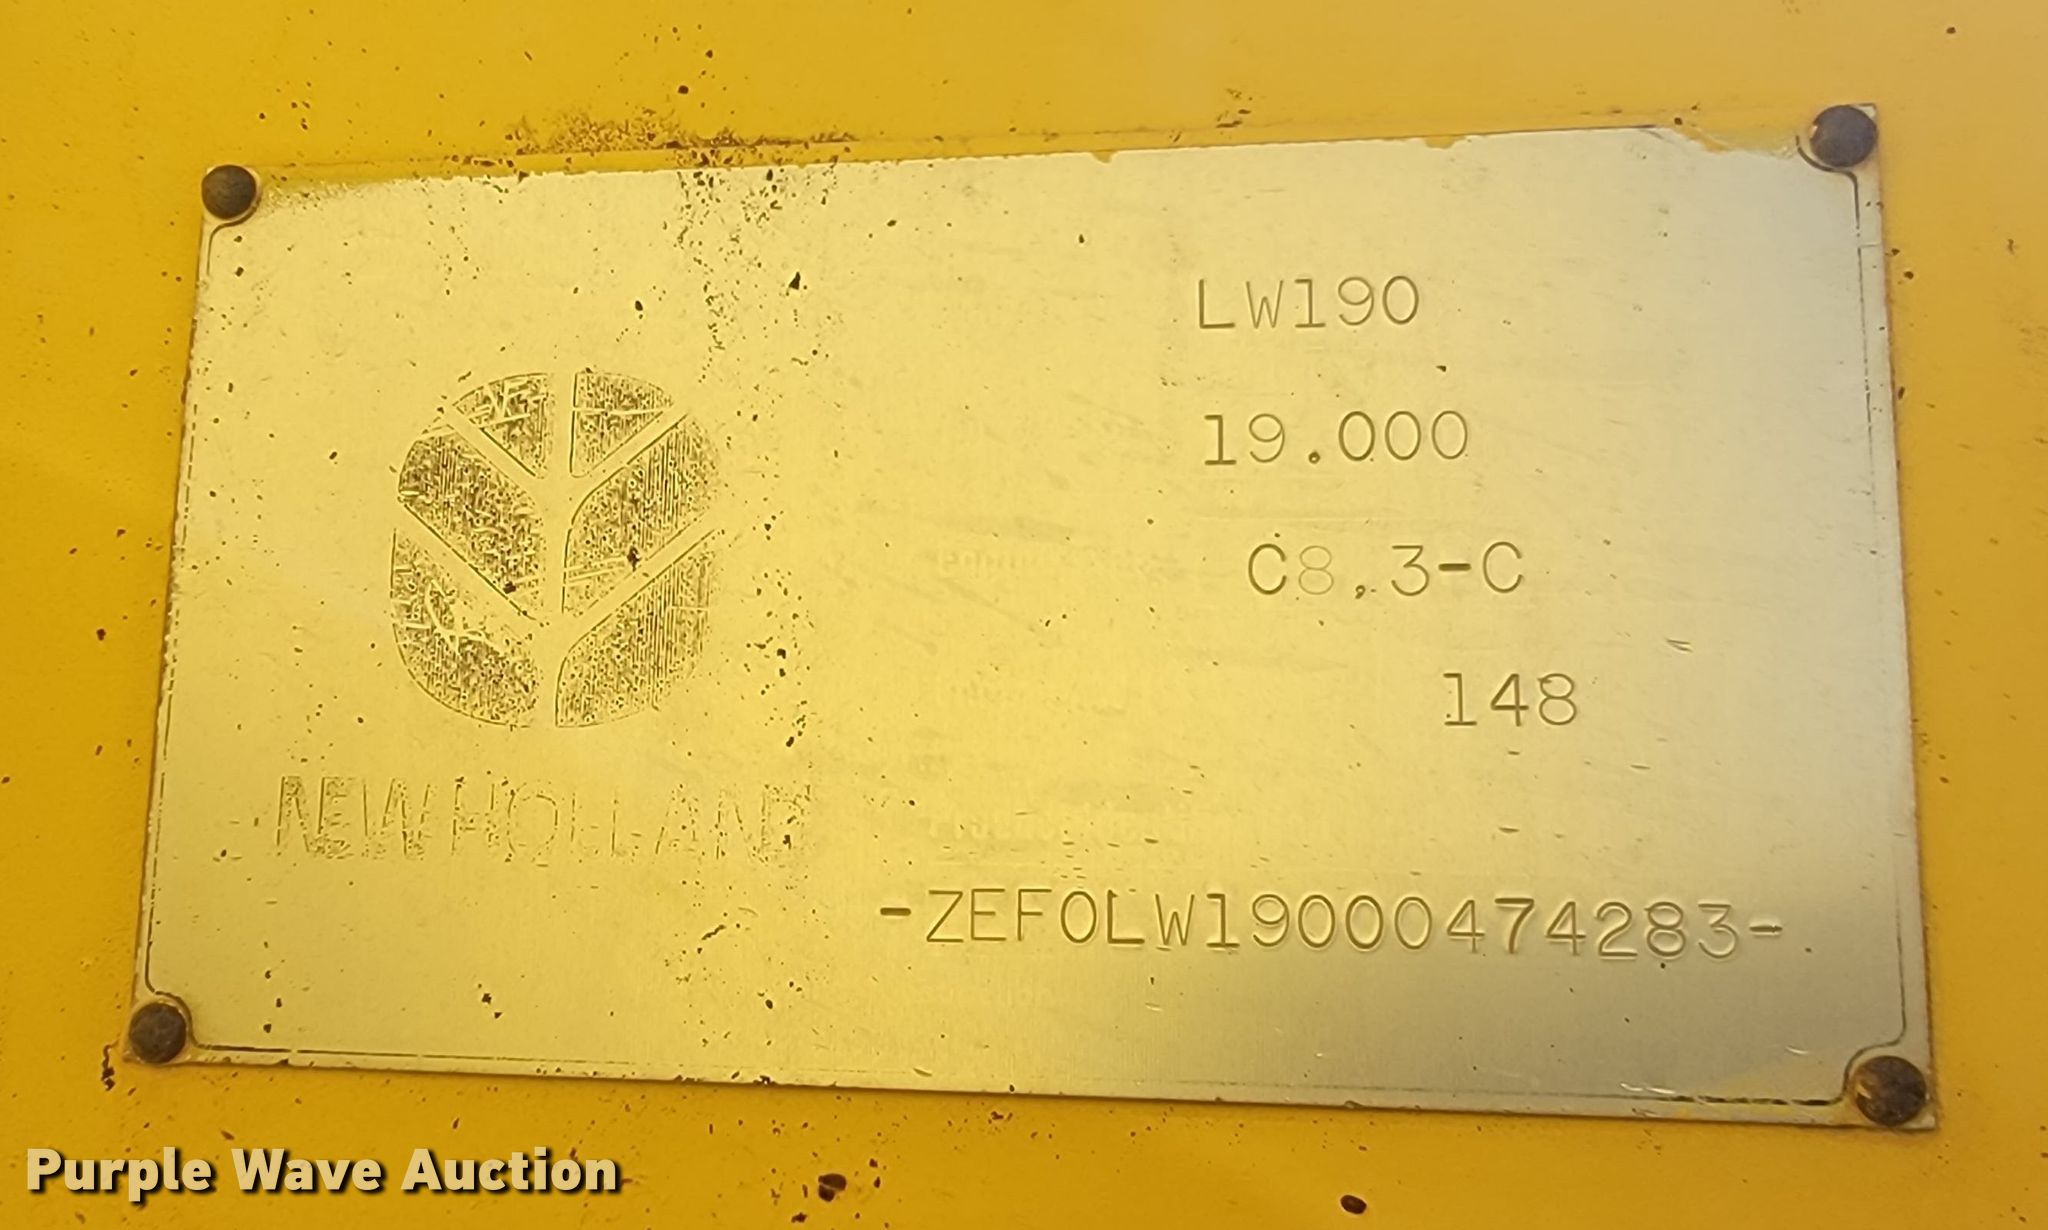 LW190
19.000
C8.3-C
148
NEW HOLLAND
-ZEF0LW19000474283-
Purple Wave Auction